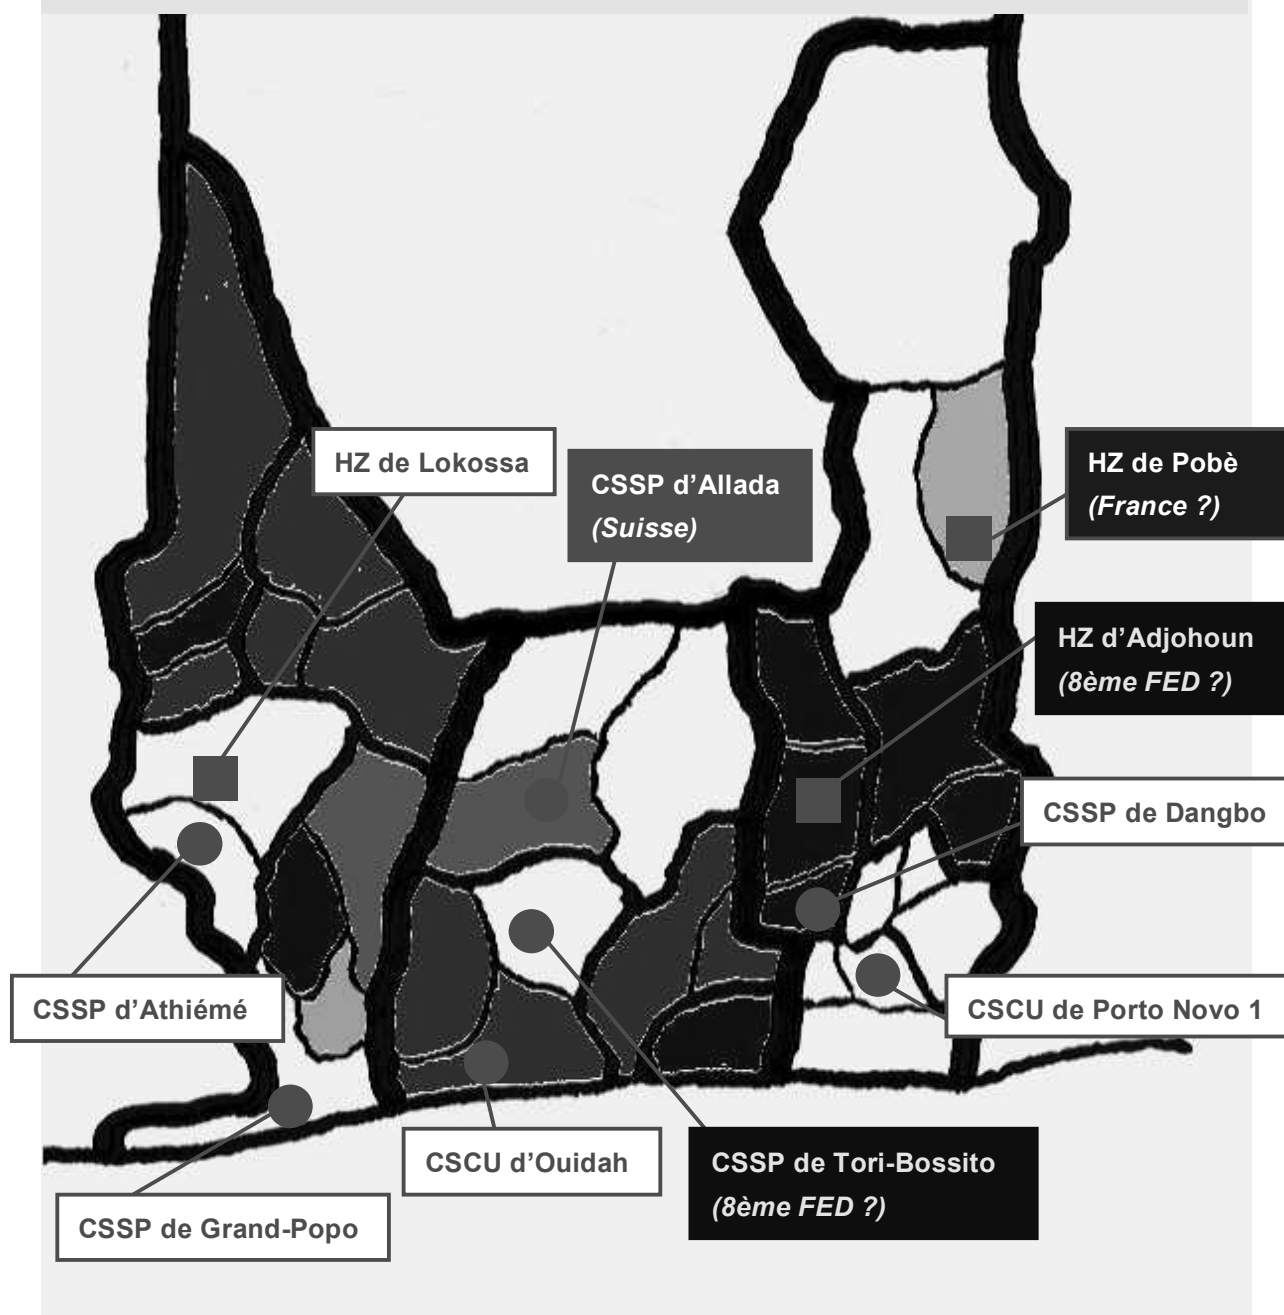 HZ de Lokossa
CSSP d'Allada
(Suisse)
HZ de Pobè
(France ?)
HZ d'Adjohoun
(8ème FED ?)
CSSP de Dangbo
CSSP d'Athiémé
CSCU de Porto Novo 1
CSCU d'Ouidah
CSSP de Tori-Bossito
(8ème FED ?)
CSSP de Grand-Popo